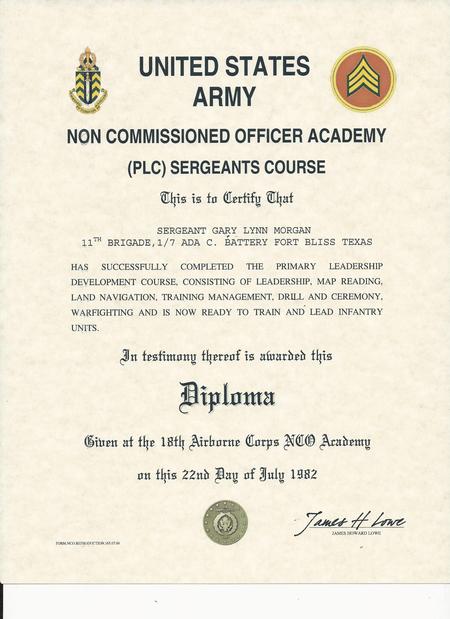 UNITED STATES
ARMY
NON COMMISSIONED OFFICER ACADEMY
(PLC) SERGEANTS COURSE
This is to Certify That
SERGEANT GARY LYNN MORGAN
11TH BRIGADE,1/7 ADA C. BATTERY FORT BLISS TEXAS
HAS SUCCESSFULLY COMPLETED THE PRIMARY LEADERSHIP
DEVELOPMENT COURSE, CONSISTING OF LEADERSHIP, MAP READING,
LAND NAVIGATION, TRAINING MANAGEMENT, DRILL AND CEREMONY,
WARFIGHTING AND IS NOW READY TO TRAIN AND LEAD INFANTRY
UNITS.
In testimony thereof is awarded this
Diploma
Given at the 18th Airborne Corps NCO Academy
on this 22nd Day of July 1982
James H Lowe
JAMES HOWARD LOWE